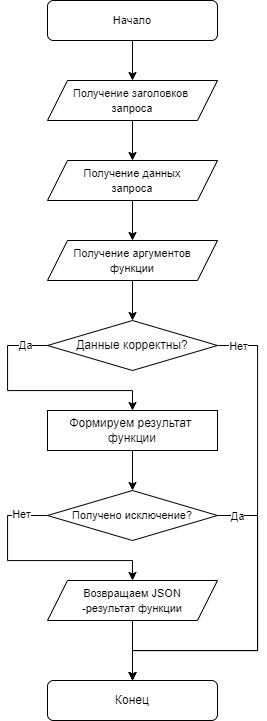 Начало
Получение заголовков
запроса
Получение данных
запроса
Получение аргументов
функции
Данные корректны?
Да
Нет
Формируем результат
функции
Получено исключение?
Нет
Да
Возвращаем JSON
-результат функции
Конец